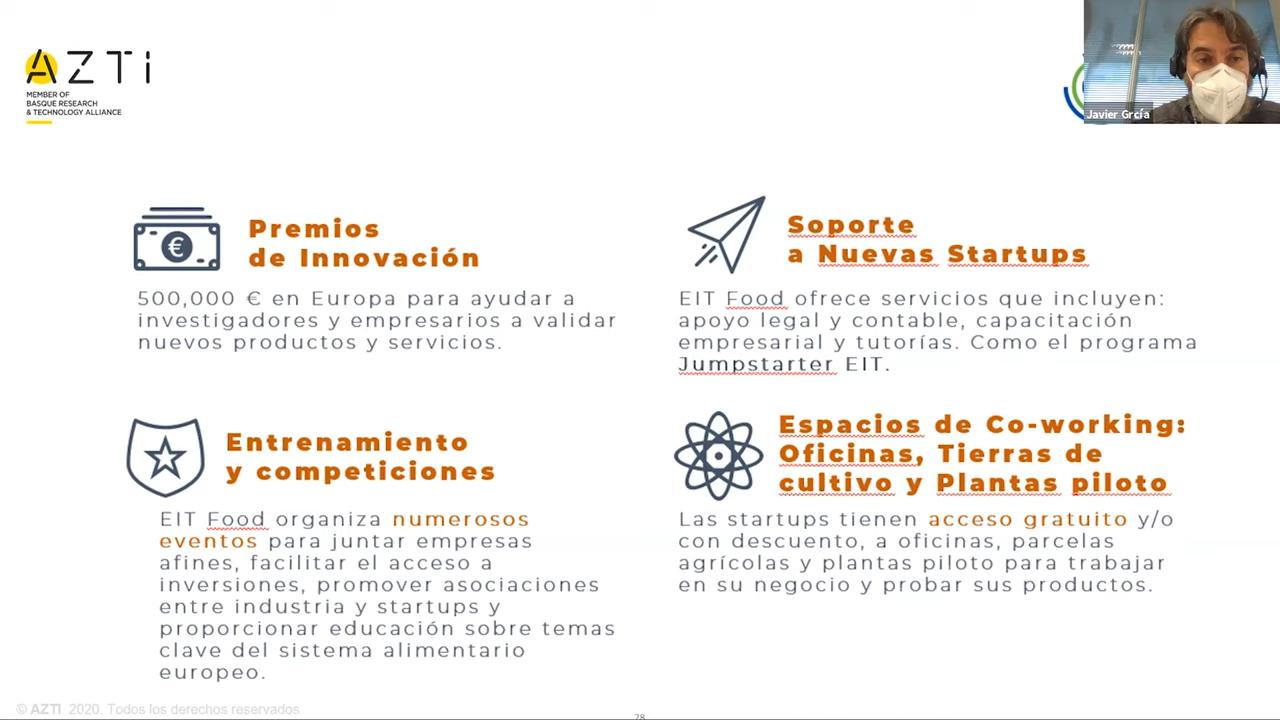 AZTi
MEMBER OF
BASQUE RESEARCH
& TECHNOLOGY ALLIANCE
Javier Grcía
Premios
de Innovación
500,000 € en Europa para ayudar a
investigadores y empresarios a validar
nuevos productos y servicios.
Soporte
a Nuevas Startups
EIT Food ofrece servicios que incluyen:
apoyo legal y contable, capacitación
empresarial y tutorías. Como el programa
Jumpstarter EIT.
Entrenamiento
y competiciones
EIT Food organiza numerosos
eventos para juntar empresas
afines, facilitar el acceso a
inversiones, promover asociaciones
entre industria y startups y
proporcionar educación sobre temas
clave del sistema alimentario
europeo.
Espacios de Co-working:
Oficinas, Tierras de
cultivo y Plantas piloto
Las startups tienen acceso gratuito y/o
con descuento, a oficinas, parcelas
agrícolas y plantas piloto para trabajar
en su negocio y probar sus productos.
© AZTI 2020. Todos los derechos reservados
28